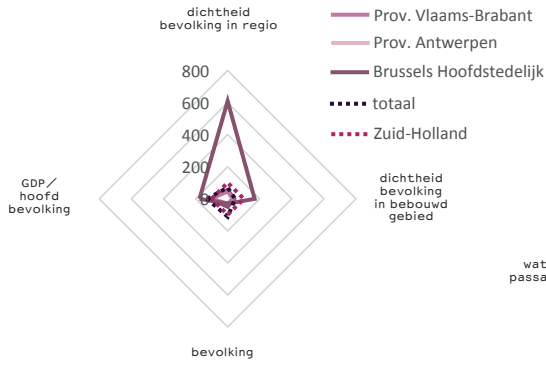 dichtheid
bevolking in regio
Prov. Vlaams-Brabant
Prov. Antwerpen
Brussels Hoofdstedelijk
totaal
Zuid-Holland
800
600
400
200
0
GDP/
hoofd
bevolking
dichtheid
bevolking
in bebouwd
gebied
wat
passa
bevolking